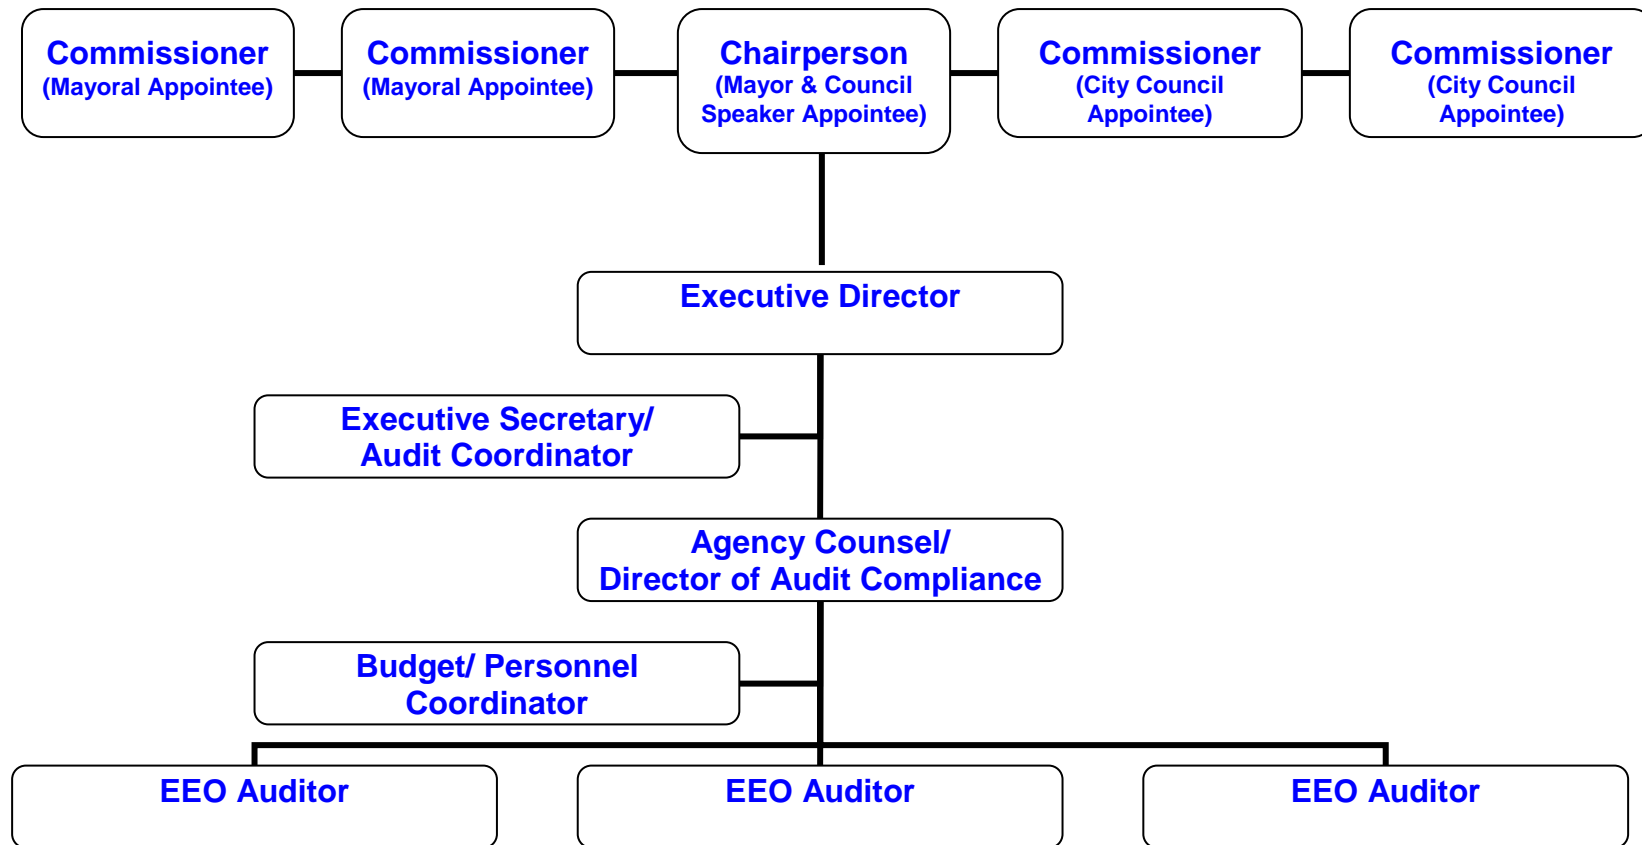 Commissioner
(Mayoral Appointee)
Commissioner
(Mayoral Appointee)
Chairperson
(Mayor & Council
Speaker Appointee)
Commissioner
(City Council
Appointee)
Commissioner
(City Council
Appointee)
Executive Director
Executive Secretary/
Audit Coordinator
Agency Counsel/
Director of Audit Compliance
Budget/ Personnel
Coordinator
EEO Auditor
EEO Auditor
EEO Auditor